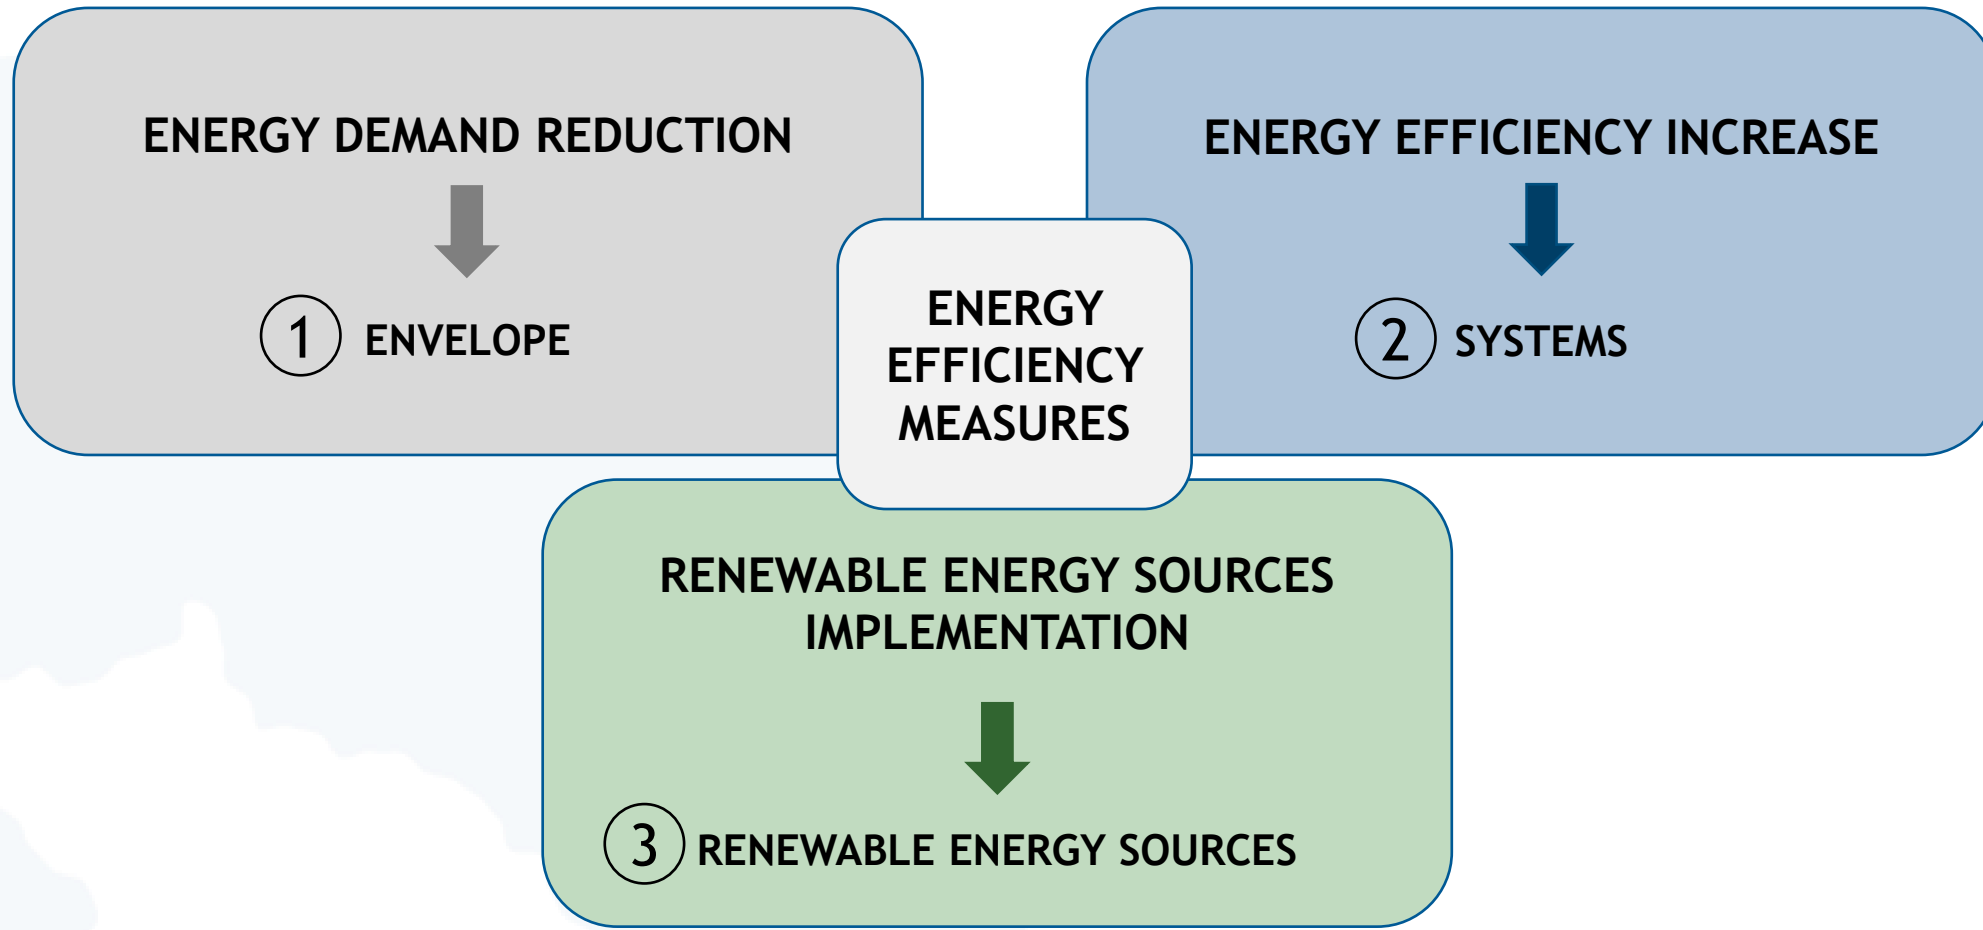 ENERGY DEMAND REDUCTION
1 ENVELOPE
ENERGY EFFICIENCY INCREASE
2 SYSTEMS
ENERGY
EFFICIENCY
MEASURES
RENEWABLE ENERGY SOURCES
IMPLEMENTATION
3 RENEWABLE ENERGY SOURCES